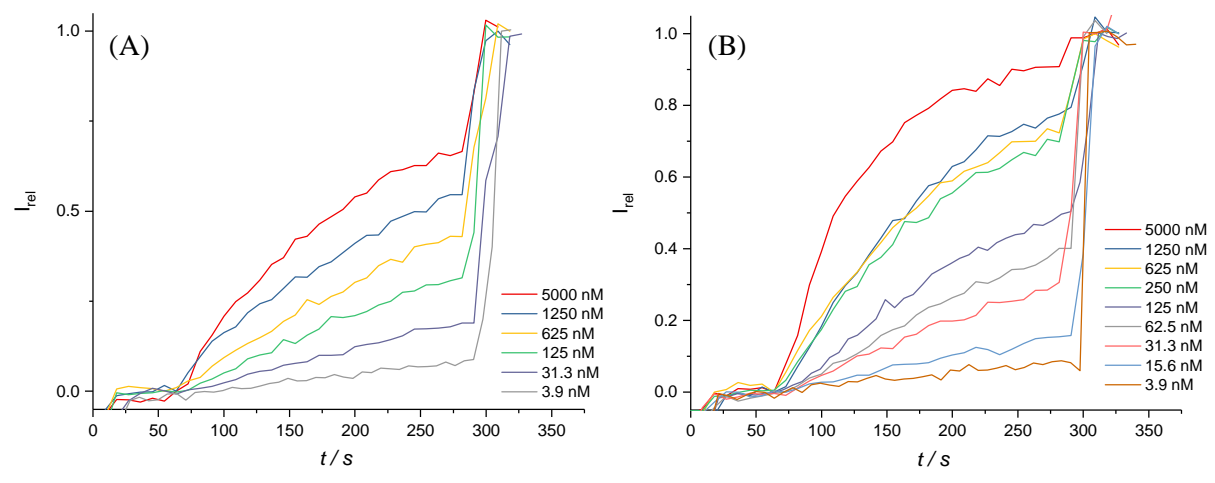 (A)
I_rel
1.0
0.5
0.0
0 50 100 150 200 250 300 350
t / s
5000 nM
1250 nM
625 nM
125 nM
31.3 nM
3.9 nM
(B)
I_rel
1.0
0.8
0.6
0.4
0.2
0.0
0 50 100 150 200 250 300 350
t / s
5000 nM
1250 nM
625 nM
250 nM
125 nM
62.5 nM
31.3 nM
15.6 nM
3.9 nM